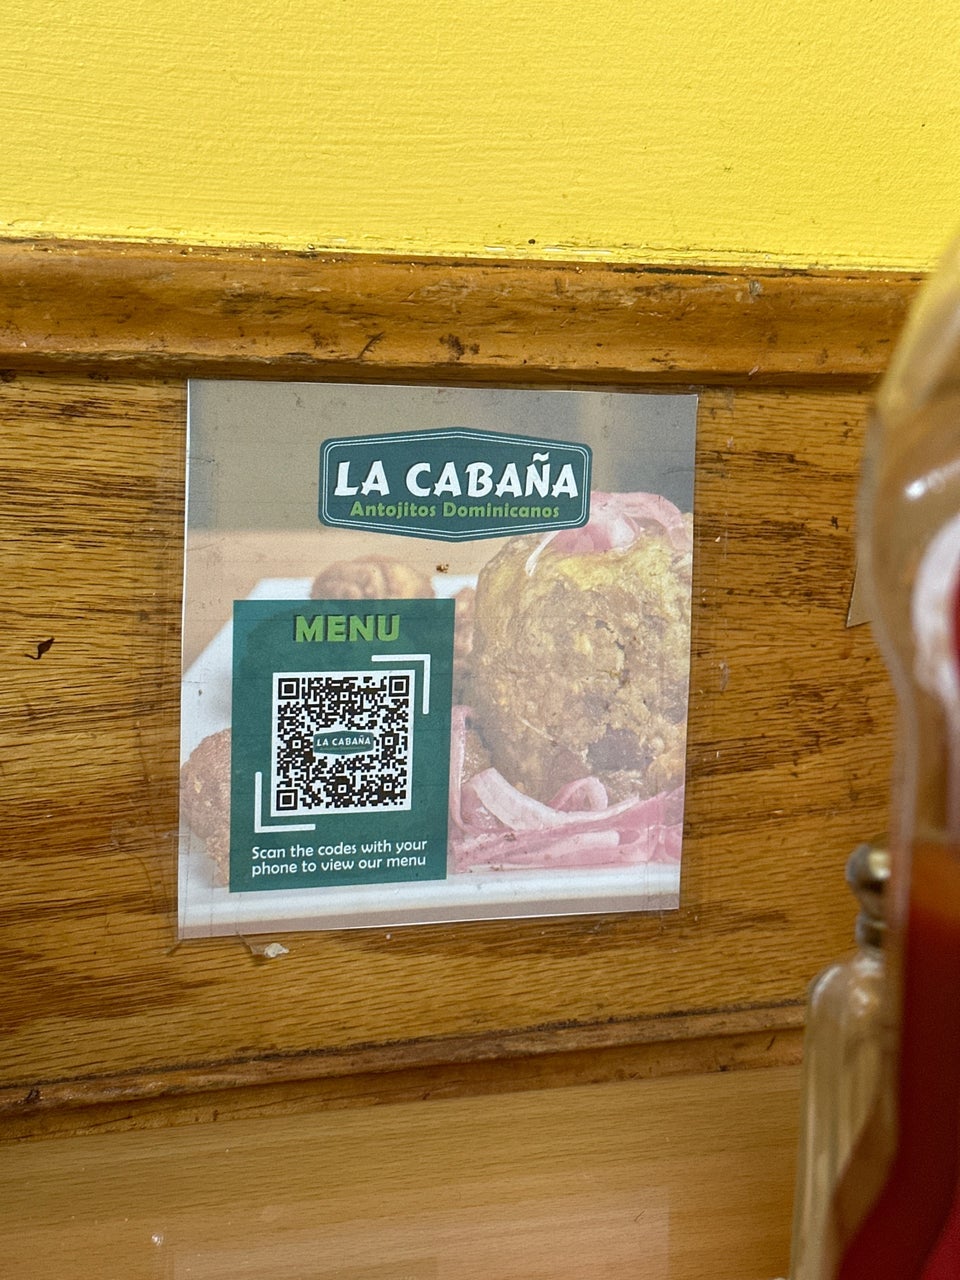 LA CABAÑA
Antojitos Dominicanos
MENU
LA CABAÑA
Scan the codes with your
phone to view our menu